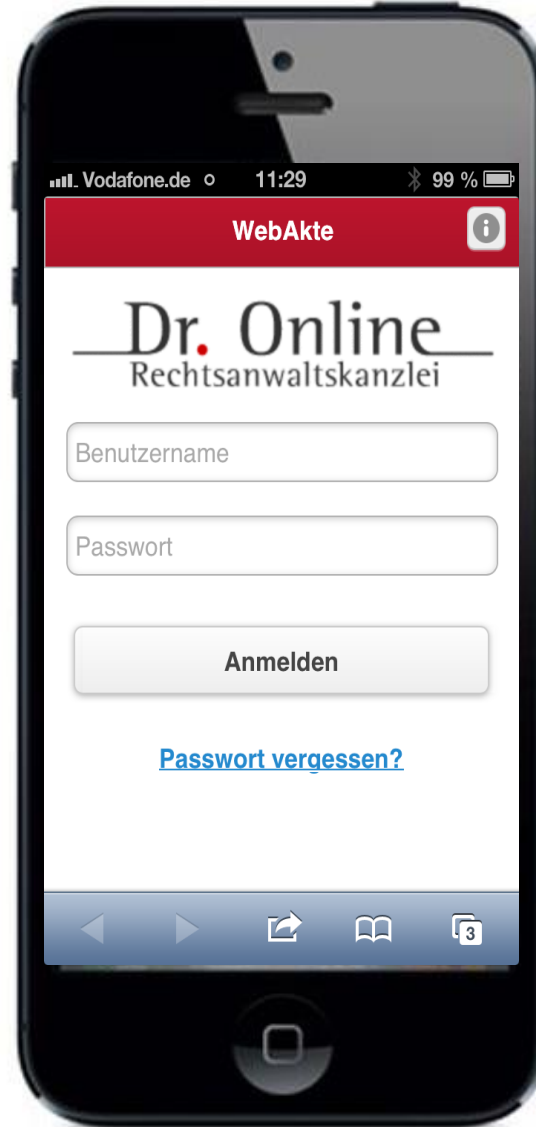 Vodafone.de 11:29 99 %
WebAkte
Dr. Online
Rechtsanwaltskanzlei
Benutzername
Passwort
Anmelden
Passwort vergessen?
3